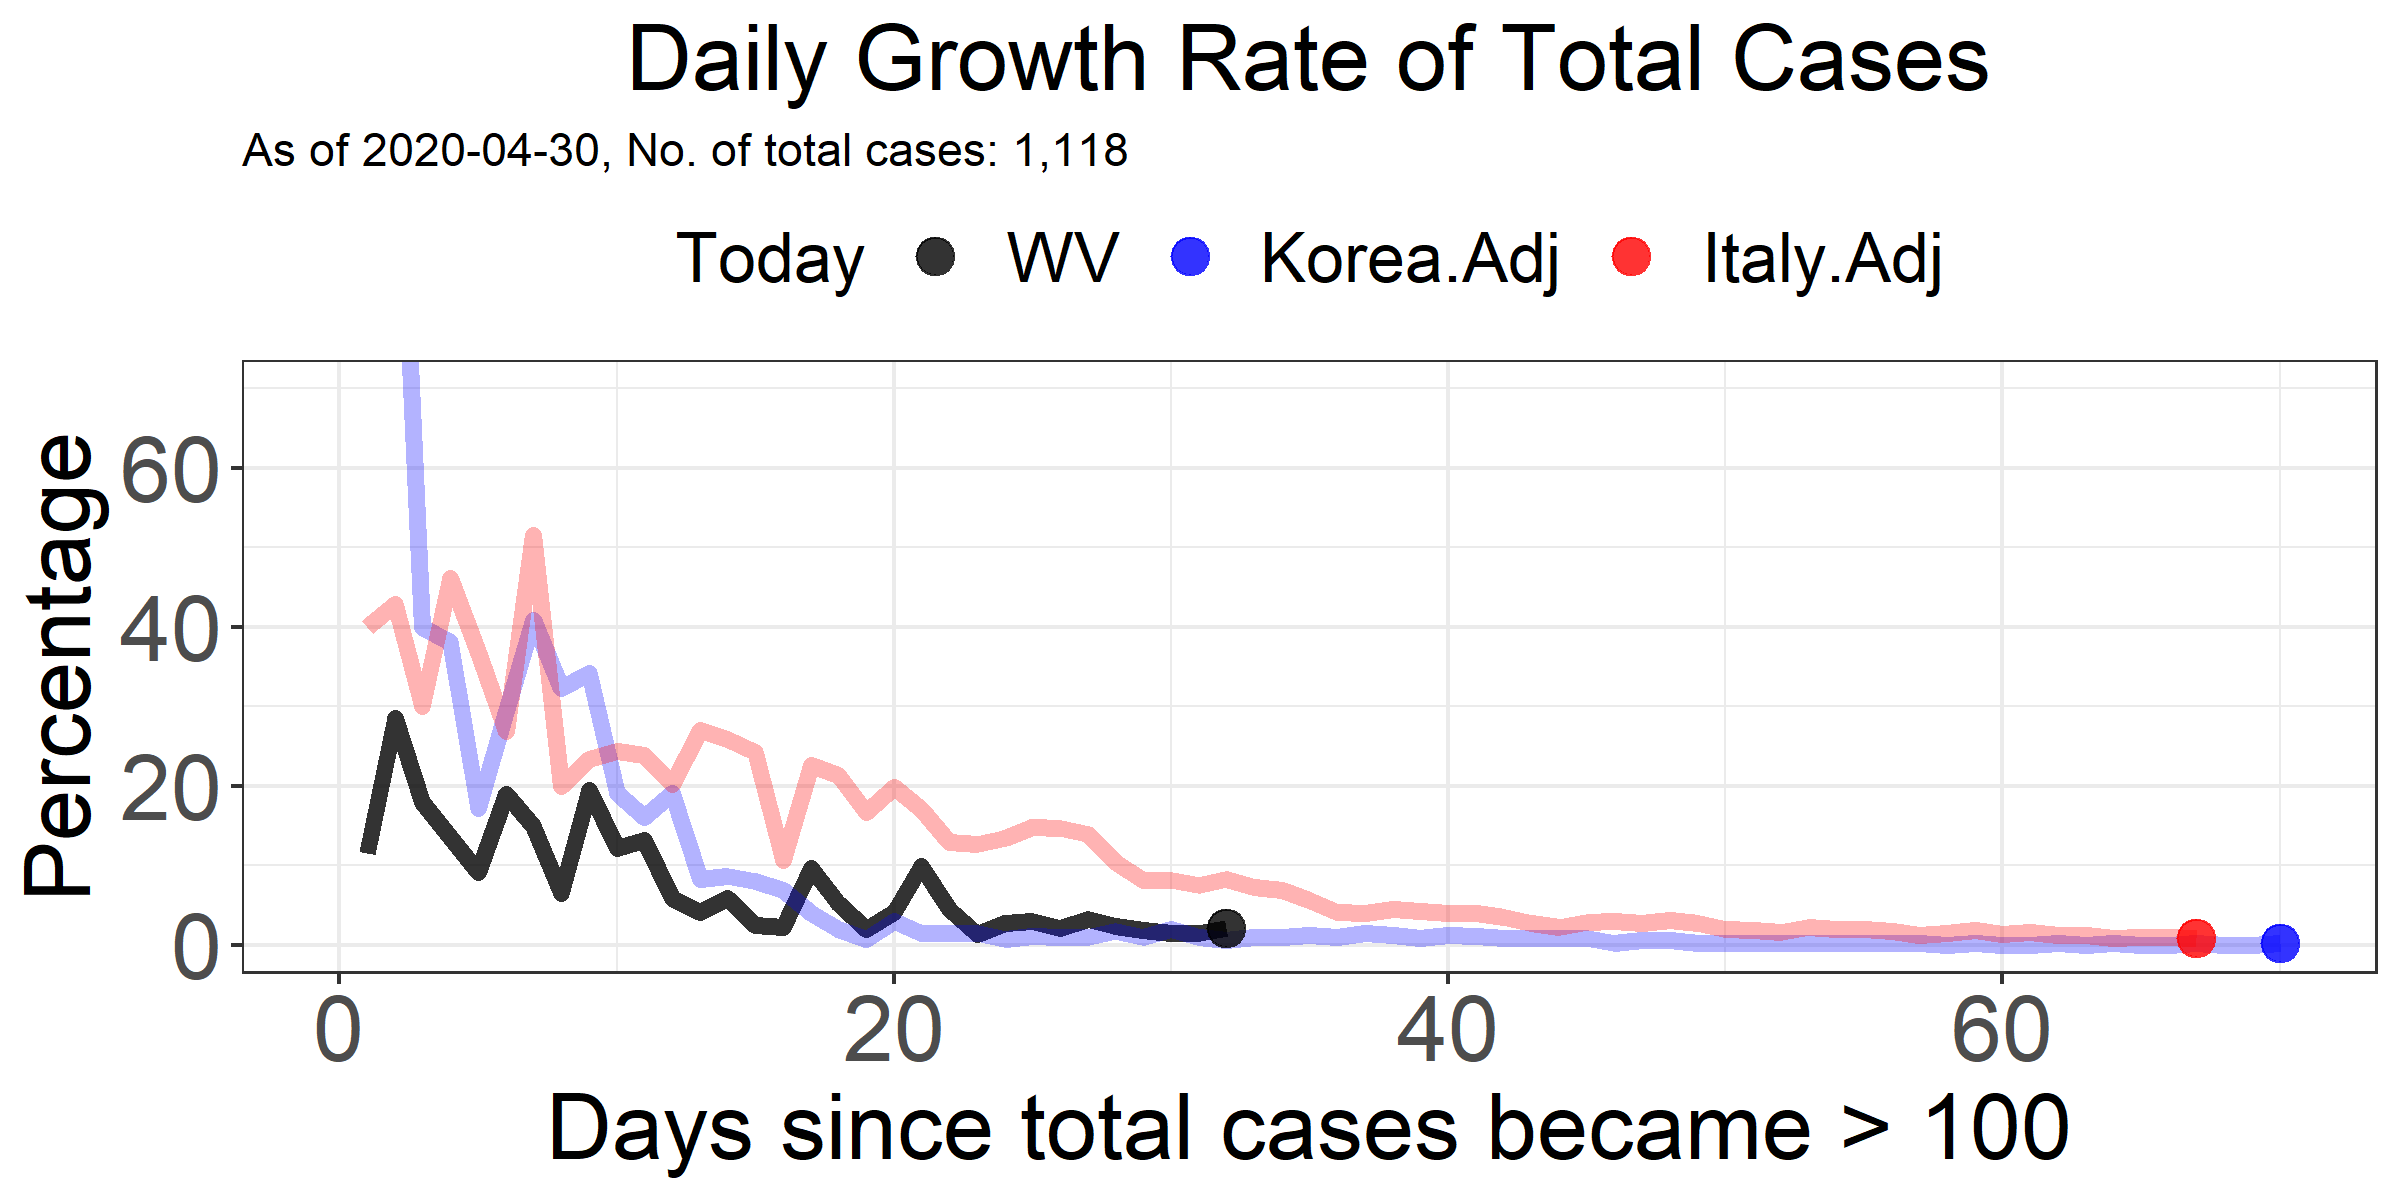 Daily Growth Rate of Total Cases
As of 2020-04-30, No. of total cases: 1,118
Today WV Korea.Adj Italy.Adj
Percentage
60
40
20
0
0 20 40 60
Days since total cases became > 100